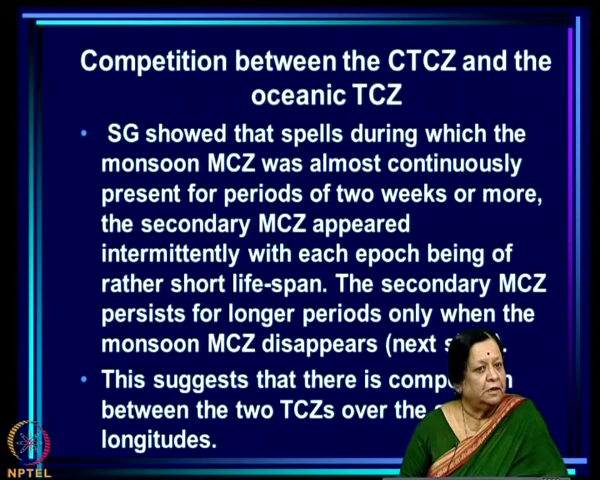 Competition between the CTCZ and the
oceanic TCZ
• SG showed that spells during which the
monsoon MCZ was almost continuously
present for periods of two weeks or more,
the secondary MCZ appeared
intermittently with each epoch being of
rather short life-span. The secondary MCZ
persists for longer periods only when the
monsoon MCZ disappears (next
• This suggests that there is
between the two TCZs over the
longitudes.
NPTEL